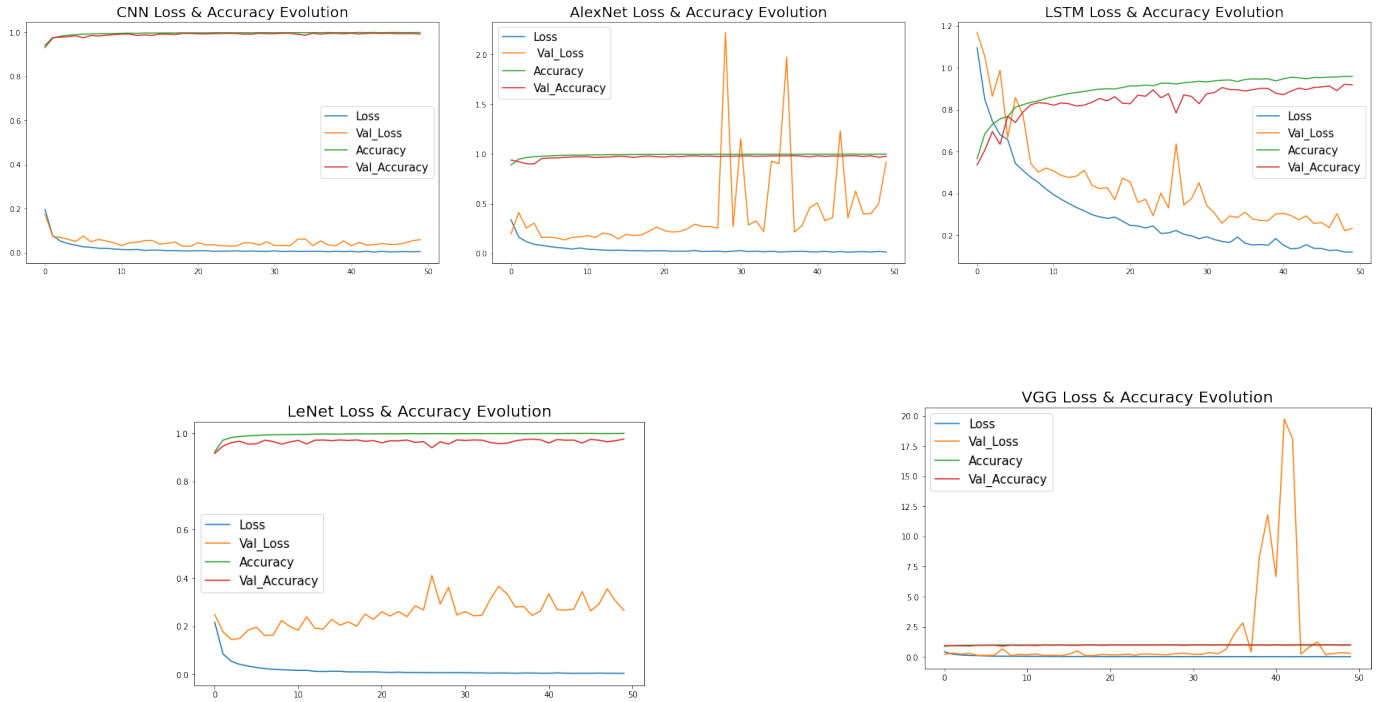 CNN Loss & Accuracy Evolution
1.0
0.8
0.6
0.4
0.2
0.0
0 10 20 30 40 50
Loss
Val_Loss
Accuracy
Val_Accuracy
AlexNet Loss & Accuracy Evolution
2.0
1.5
1.0
0.5
0.0
0 10 20 30 40 50
Loss
Val_Loss
Accuracy
Val_Accuracy
LSTM Loss & Accuracy Evolution
1.2
1.0
0.8
0.6
0.4
0.2
0 10 20 30 40 50
Loss
Val_Loss
Accuracy
Val_Accuracy
LeNet Loss & Accuracy Evolution
1.0
0.8
0.6
0.4
0.2
0.0
0 10 20 30 40 50
Loss
Val_Loss
Accuracy
Val_Accuracy
VGG Loss & Accuracy Evolution
20.0
17.5
15.0
12.5
10.0
7.5
5.0
2.5
0.0
0 10 20 30 40 50
Loss
Val_Loss
Accuracy
Val_Accuracy